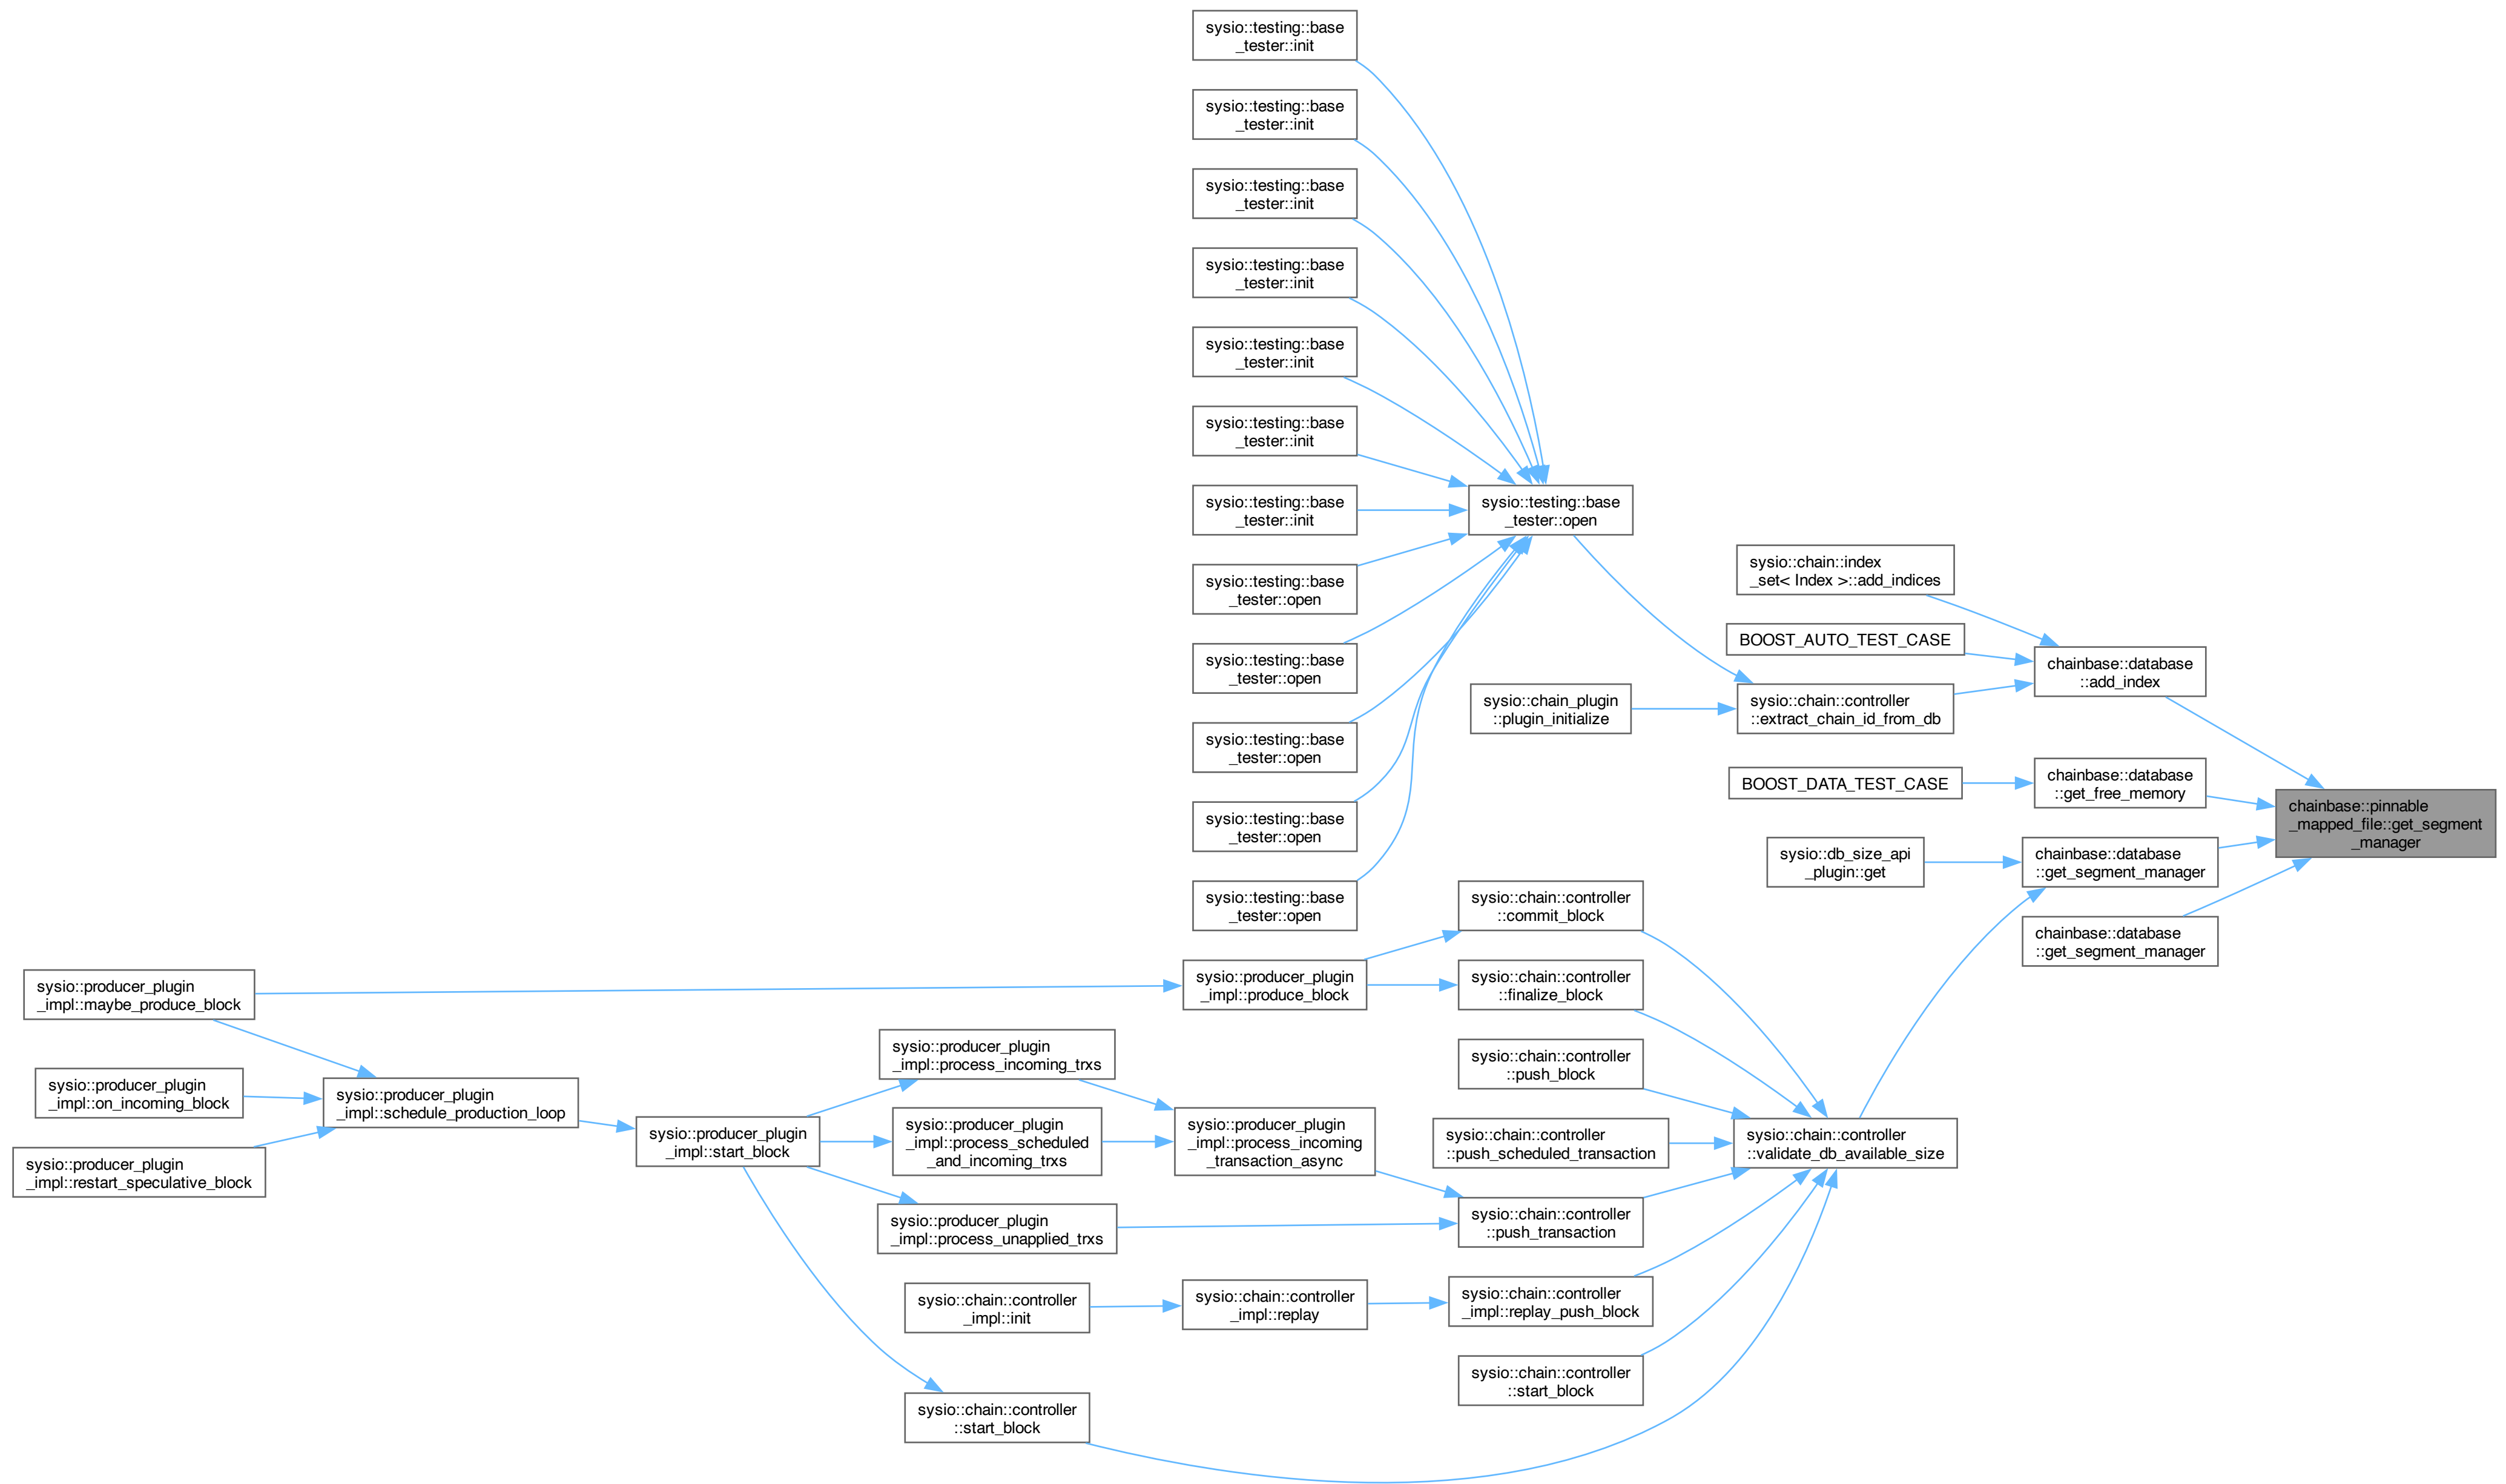 sysio::testing::base
_tester::init
sysio::testing::base
_tester::init
sysio::testing::base
_tester::init
sysio::testing::base
_tester::init
sysio::testing::base
_tester::init
sysio::testing::base
_tester::init
sysio::testing::base
_tester::init
sysio::testing::base
_tester::open
sysio::testing::base
_tester::open
sysio::testing::base
_tester::open
sysio::testing::base
_tester::open
sysio::testing::base
_tester::open
sysio::testing::base
_tester::open
sysio::chain::index
_set< Index >::add_indices
BOOST_AUTO_TEST_CASE
chainbase::database
::add_index
sysio::chain_plugin
::plugin_initialize
sysio::chain::controller
::extract_chain_id_from_db
BOOST_DATA_TEST_CASE
chainbase::database
::get_free_memory
chainbase::pinnable
_mapped_file::get_segment
_manager
sysio::db_size_api
_plugin::get
chainbase::database
::get_segment_manager
chainbase::database
::get_segment_manager
sysio::chain::controller
::commit_block
sysio::producer_plugin
_impl::maybe_produce_block
sysio::producer_plugin
_impl::produce_block
sysio::chain::controller
::finalize_block
sysio::producer_plugin
_impl::process_incoming_trxs
sysio::chain::controller
::push_block
sysio::producer_plugin
_impl::on_incoming_block
sysio::producer_plugin
_impl::schedule_production_loop
sysio::producer_plugin
_impl::start_block
sysio::producer_plugin
_impl::process_scheduled
_and_incoming_trxs
sysio::producer_plugin
_impl::process_incoming
_transaction_async
sysio::chain::controller
::push_scheduled_transaction
sysio::chain::controller
::validate_db_available_size
sysio::producer_plugin
_impl::restart_speculative_block
sysio::producer_plugin
_impl::process_unapplied_trxs
sysio::chain::controller
::push_transaction
sysio::chain::controller
_impl::init
sysio::chain::controller
_impl::replay
sysio::chain::controller
_impl::replay_push_block
sysio::chain::controller
::start_block
sysio::chain::controller
::start_block